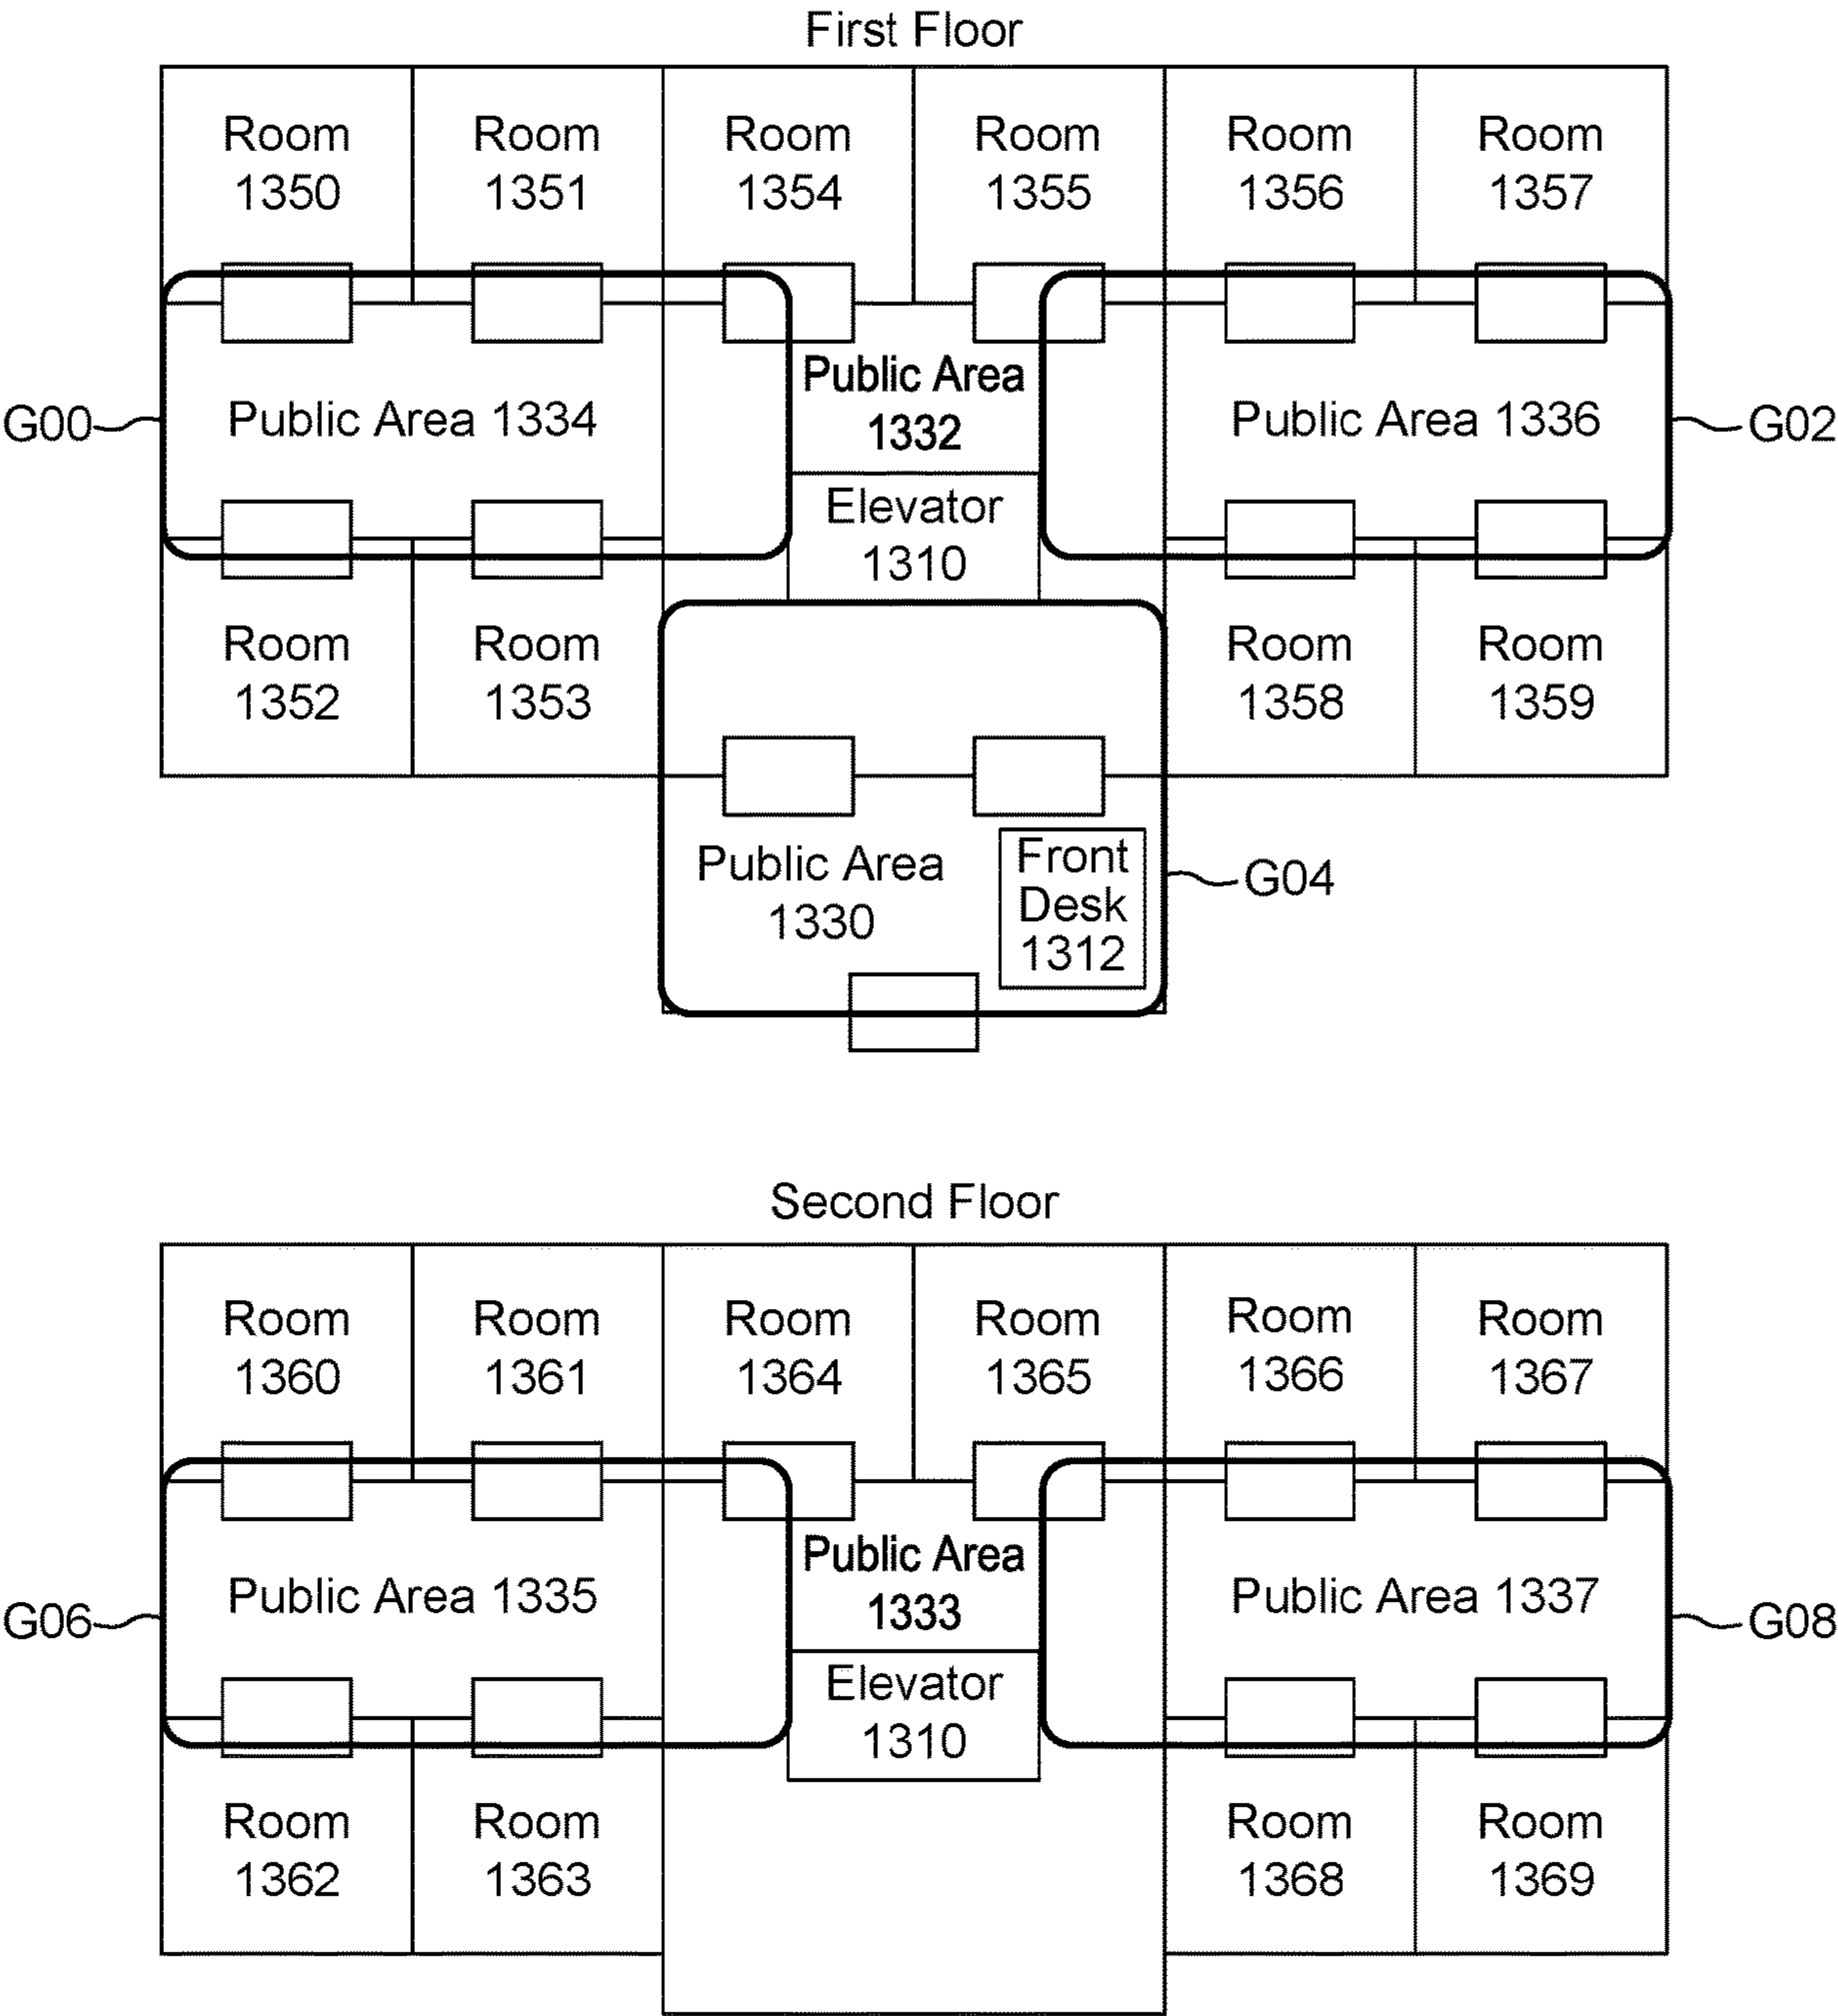 First Floor
Room
1350
Room
1351
Room
1354
Room
1355
Room
1356
Room
1357
G00
Public Area 1334
Public Area
1332
Public Area 1336
G02
Elevator
1310
Room
1352
Room
1353
Room
1358
Room
1359
Public Area
1330
Front
Desk
1312
G04
Second Floor
Room
1360
Room
1361
Room
1364
Room
1365
Room
1366
Room
1367
G06
Public Area 1335
Public Area
1333
Public Area 1337
G08
Elevator
1310
Room
1362
Room
1363
Room
1368
Room
1369